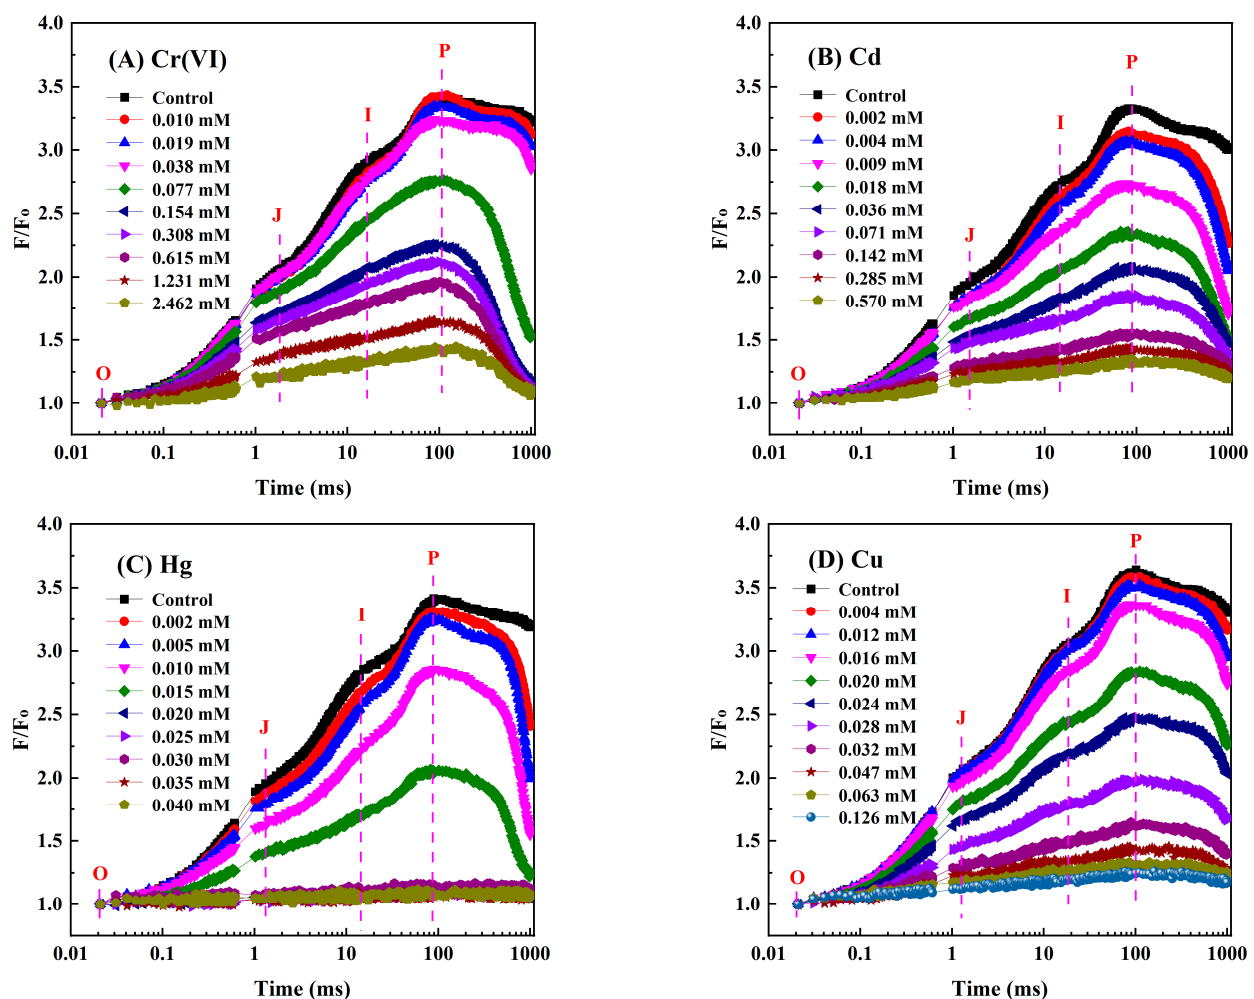 (A) Cr(VI)
Control
0.010 mM
0.019 mM
0.038 mM
0.077 mM
0.154 mM
0.308 mM
0.615 mM
1.231 mM
2.462 mM
O
J
I
P
F/Fo
4.0
3.5
3.0
2.5
2.0
1.5
1.0
0.01 0.1 1 10 100 1000
Time (ms)
(B) Cd
Control
0.002 mM
0.004 mM
0.009 mM
0.018 mM
0.036 mM
0.071 mM
0.142 mM
0.285 mM
0.570 mM
O
J
I
P
F/Fo
4.0
3.5
3.0
2.5
2.0
1.5
1.0
0.01 0.1 1 10 100 1000
Time (ms)
(C) Hg
Control
0.002 mM
0.005 mM
0.010 mM
0.015 mM
0.020 mM
0.025 mM
0.030 mM
0.035 mM
0.040 mM
O
J
I
P
F/Fo
4.0
3.5
3.0
2.5
2.0
1.5
1.0
0.01 0.1 1 10 100 1000
Time (ms)
(D) Cu
Control
0.004 mM
0.012 mM
0.016 mM
0.020 mM
0.024 mM
0.028 mM
0.032 mM
0.047 mM
0.063 mM
0.126 mM
O
J
I
P
F/Fo
4.0
3.5
3.0
2.5
2.0
1.5
1.0
0.01 0.1 1 10 100 1000
Time (ms)